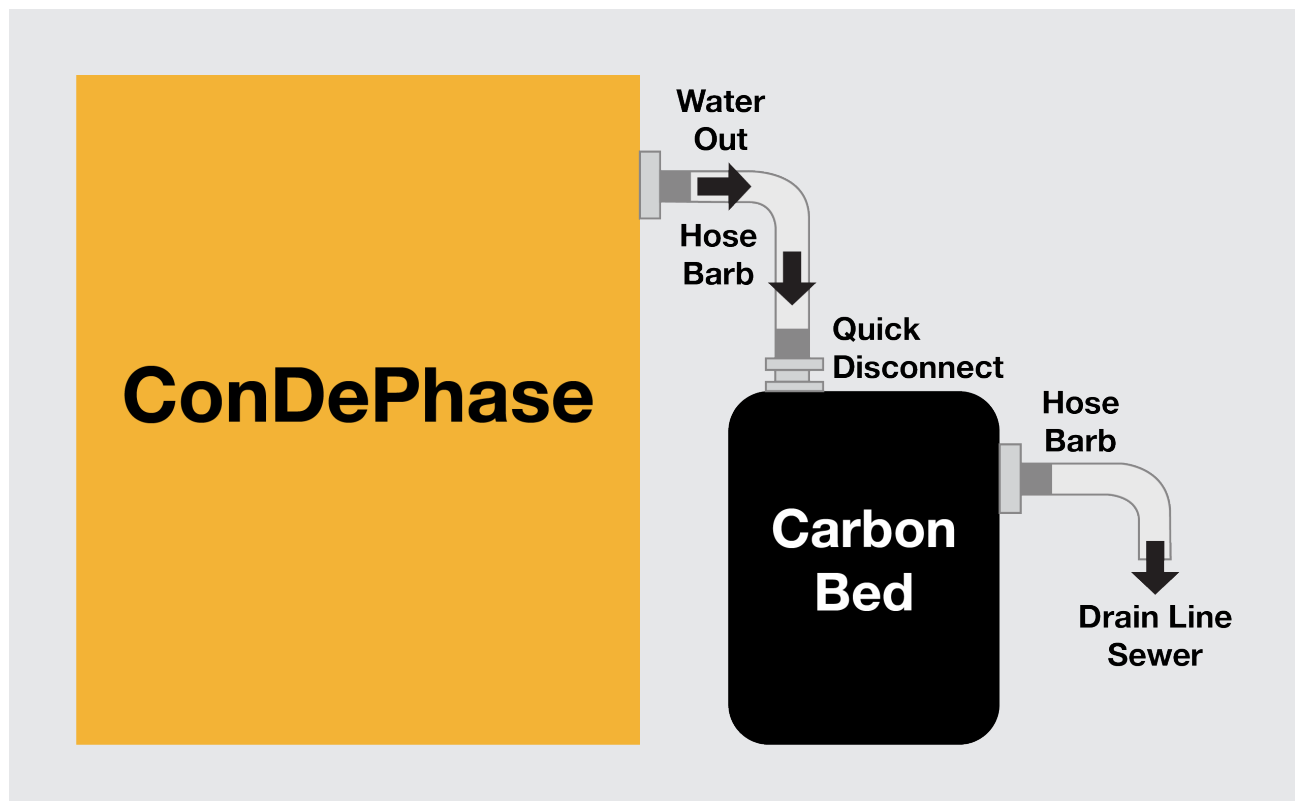 Water
Out
Hose
Barb
Quick
Disconnect
ConDePhase
Hose
Barb
Carbon
Bed
Drain Line
Sewer